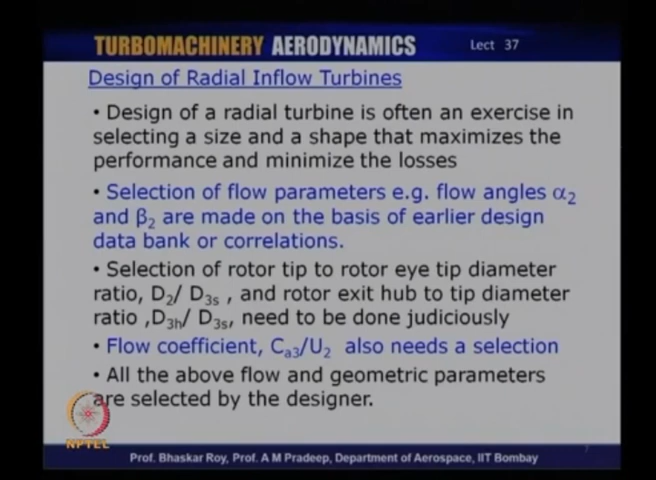 TURBOMACHINERY AERODYNAMICS Lect 37
Design of Radial Inflow Turbines
• Design of a radial turbine is often an exercise in
selecting a size and a shape that maximizes the
performance and minimize the losses
• Selection of flow parameters e.g. flow angles α₂
and β₂ are made on the basis of earlier design
data bank or correlations.
• Selection of rotor tip to rotor eye tip diameter
ratio, D₂/ D₃ₛ , and rotor exit hub to tip diameter
ratio ,D₃ₕ/ D₃ₛ, need to be done judiciously
• Flow coefficient, Cₐ₃/U₂ also needs a selection
• All the above flow and geometric parameters
are selected by the designer.
NPTEL
Prof. Bhaskar Roy, Prof. A M Pradeep, Department of Aerospace, IIT Bombay
7